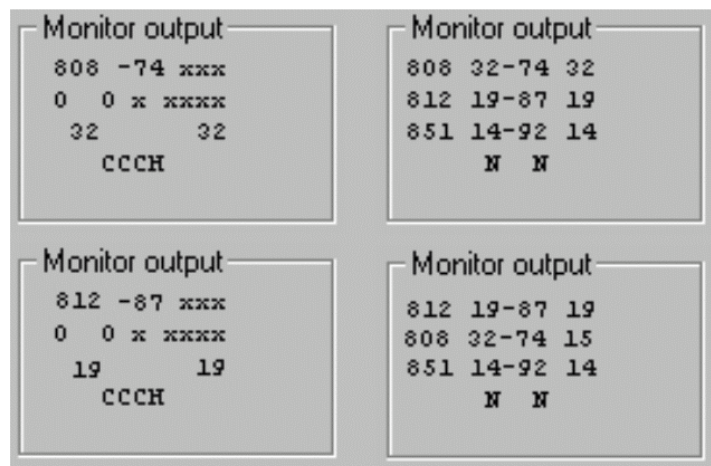 Monitor output
808 -74 xxx
0 0 x xxxx
32 32
CCCH
Monitor output
808 32-74 32
812 19-87 19
851 14-92 14
N N
Monitor output
812 -87 xxx
0 0 x xxxx
19 19
CCCH
Monitor output
812 19-87 19
808 32-74 15
851 14-92 14
N N